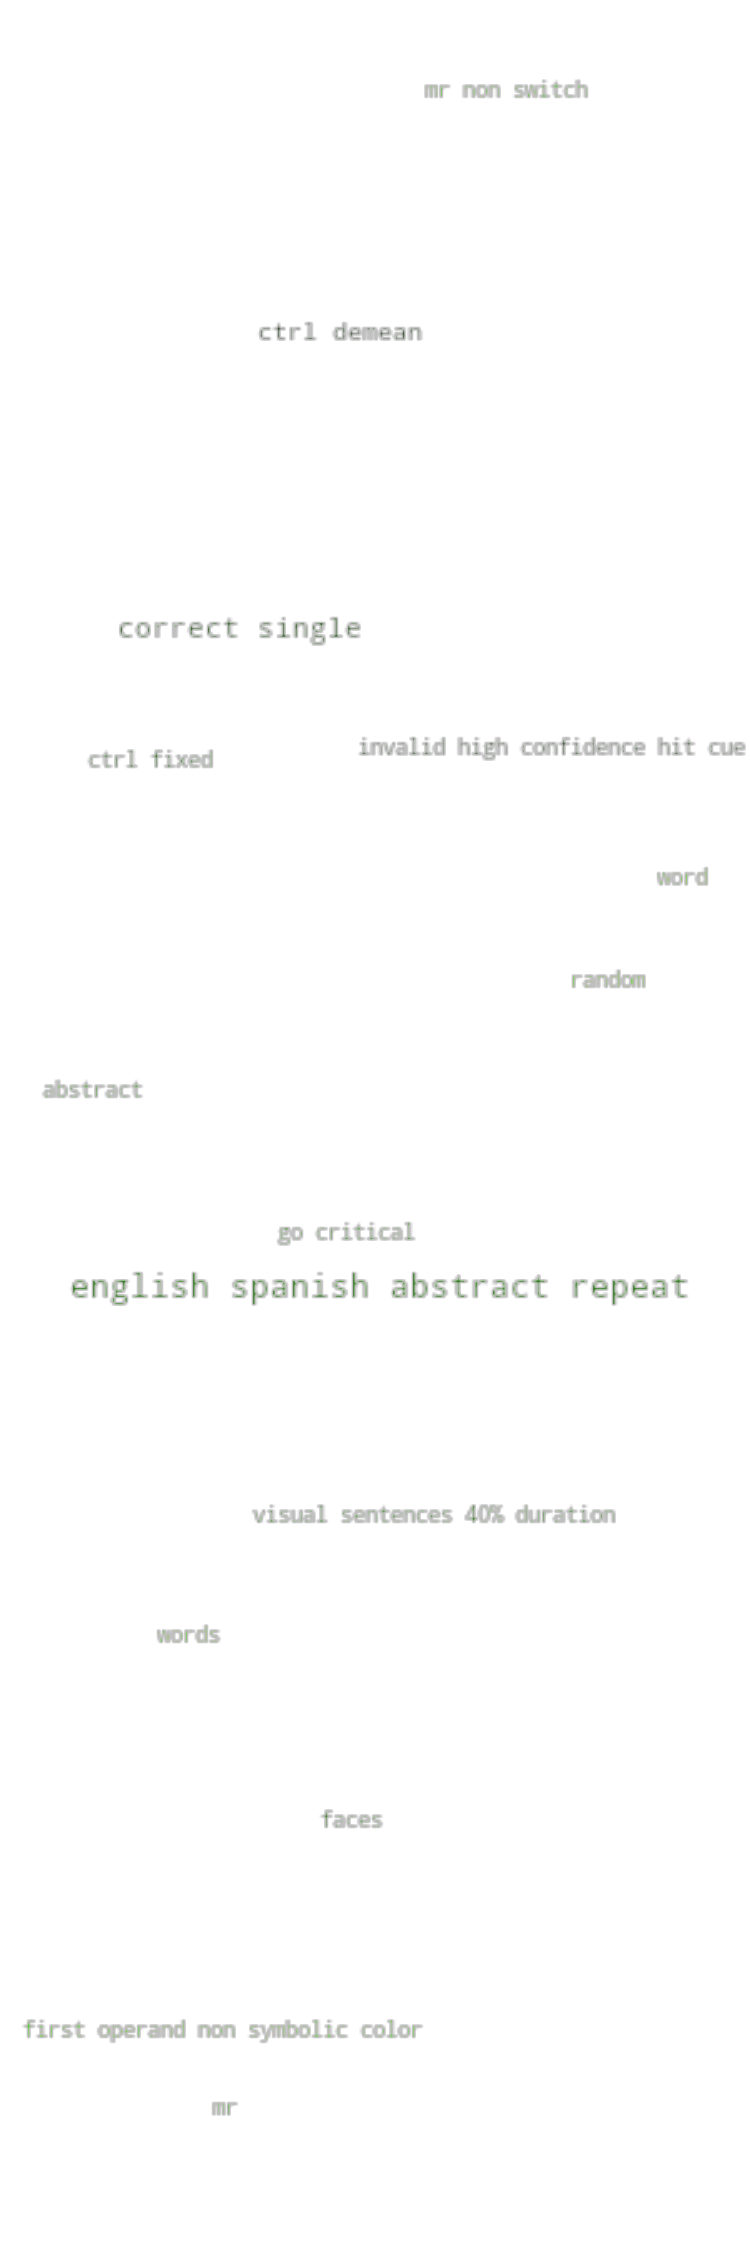 mr non switch
ctrl demean
correct single
invalid high confidence hit cue
ctrl fixed
word
random
abstract
go critical
english spanish abstract repeat
visual sentences 40% duration
words
faces
first operand non symbolic color
mr